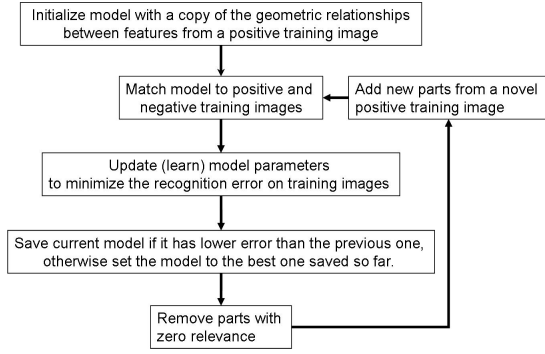 Initialize model with a copy of the geometric relationships
between features from a positive training image
Match model to positive and
negative training images
Add new parts from a novel
positive training image
Update (learn) model parameters
to minimize the recognition error on training images
Save current model if it has lower error than the previous one,
otherwise set the model to the best one saved so far.
Remove parts with
zero relevance